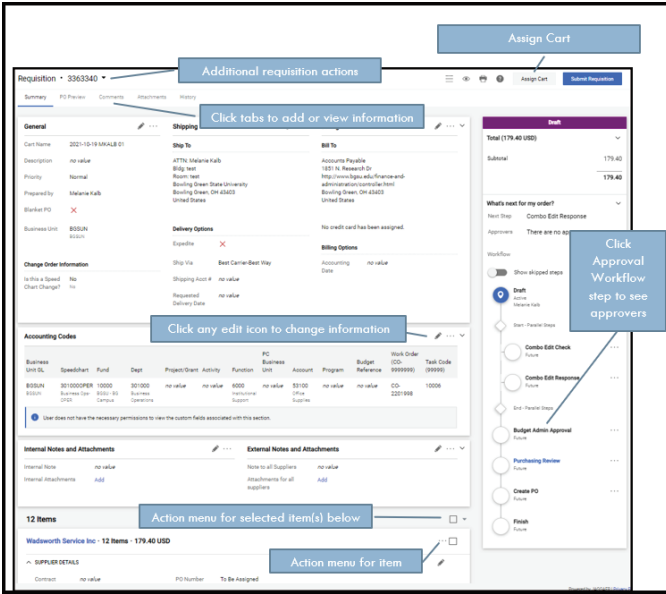 Assign Cart
Requisition • 3363340
Additional requisition actions
Assign Cart
Submit Requisition
Summary PO Preview Comments Attachments History
Click tabs to add or view information
General
Cart Name 2021-10-19 MKALB 01
Description no value
Priority Normal
Prepared by Melanie Kalb
Blanket PO
Business Unit BGSUN
BGSUN
Change Order Information
Is this a Speed Chart Change? No
No
Shipping
Ship To
ATTN: Melanie Kalb
Bldg: test
Room: test
Bowling Green State University
Bowling Green, OH 43403
United States
Delivery Options
Expedite
Ship Via Best Carrier-Best Way
Shipping Acct # no value
Requested Delivery Date no value
Bill To
Accounts Payable
1851 N. Research Dr
http://www.bgsu.edu/finance-and-
administration/controller.html
Bowling Green, OH 43403
United States
No credit card has been assigned.
Billing Options
Accounting Date no value
Draft
Total (179.40 USD)
Subtotal 179.40
179.40
What's next for my order?
Next Step Combo Edit Response
Approvers There are no
Click
Approval
Workflow
step to see
approvers
Workflow
Show skipped steps
Draft
Active
Melanie Kalb
Start - Parallel Steps
Combo Edit Check
Future
Combo Edit Response
Future
End - Parallel Steps
Budget Admin Approval
Future
Purchasing Review
Future
Create PO
Future
Finish
Future
Click any edit icon to change information
Accounting Codes
Business Unit GL Speedchart Fund Dept Project/Grant Activity Function PC Business Unit Account Program Budget Reference Work Order (CO-9999999) Task Code (99999)
BGSUN 301000OPER 10000 301000 no value no value 6000 no value 53100 no value no value CO-2201998 10006
BGSUN Business Ops OPER BGSU - BG Campus Business Operations Institutional Support Office Supplies
User does not have the necessary permissions to view the custom fields associated with this section.
Internal Notes and Attachments
Internal Note no value
Internal Attachments Add
External Notes and Attachments
Note to all Suppliers no value
Attachments for all suppliers Add
12 Items
Action menu for selected item(s) below
Wadsworth Service Inc • 12 Items • 179.40 USD
Action menu for item
SUPPLIER DETAILS
Contract no value
PO Number To Be Assigned